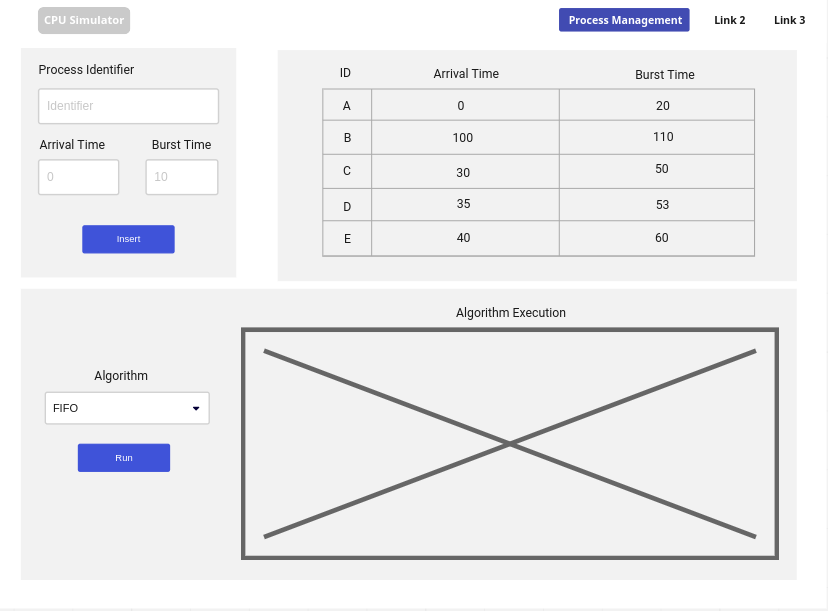 CPU Simulator
Process Management Link 2 Link 3
Process Identifier
Identifier
Arrival Time Burst Time
0 10
Insert
ID Arrival Time Burst Time
A 0 20
B 100 110
C 30 50
D 35 53
E 40 60
Algorithm Execution
Algorithm
FIFO
Run